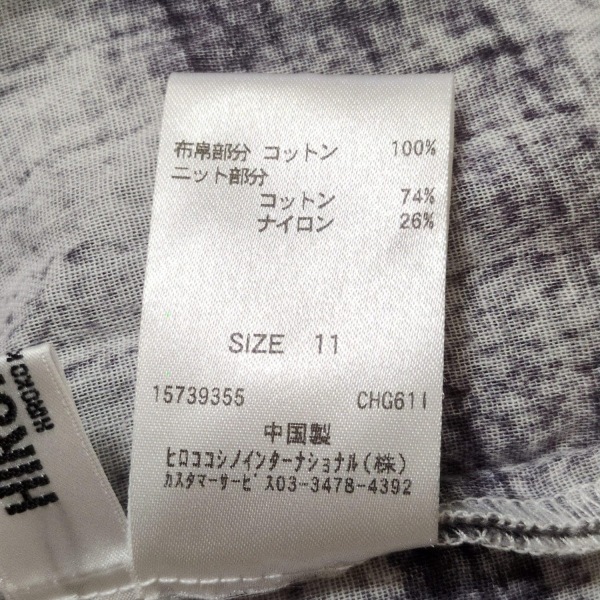 布帛部分 コットン 100%
ニット部分
コットン 74%
ナイロン 26%
SIZE 11
15739355 CHG61I
中国製
ヒロココシノインターナショナル(株)
カスタマーサービス03-3478-4392
HIROKO K